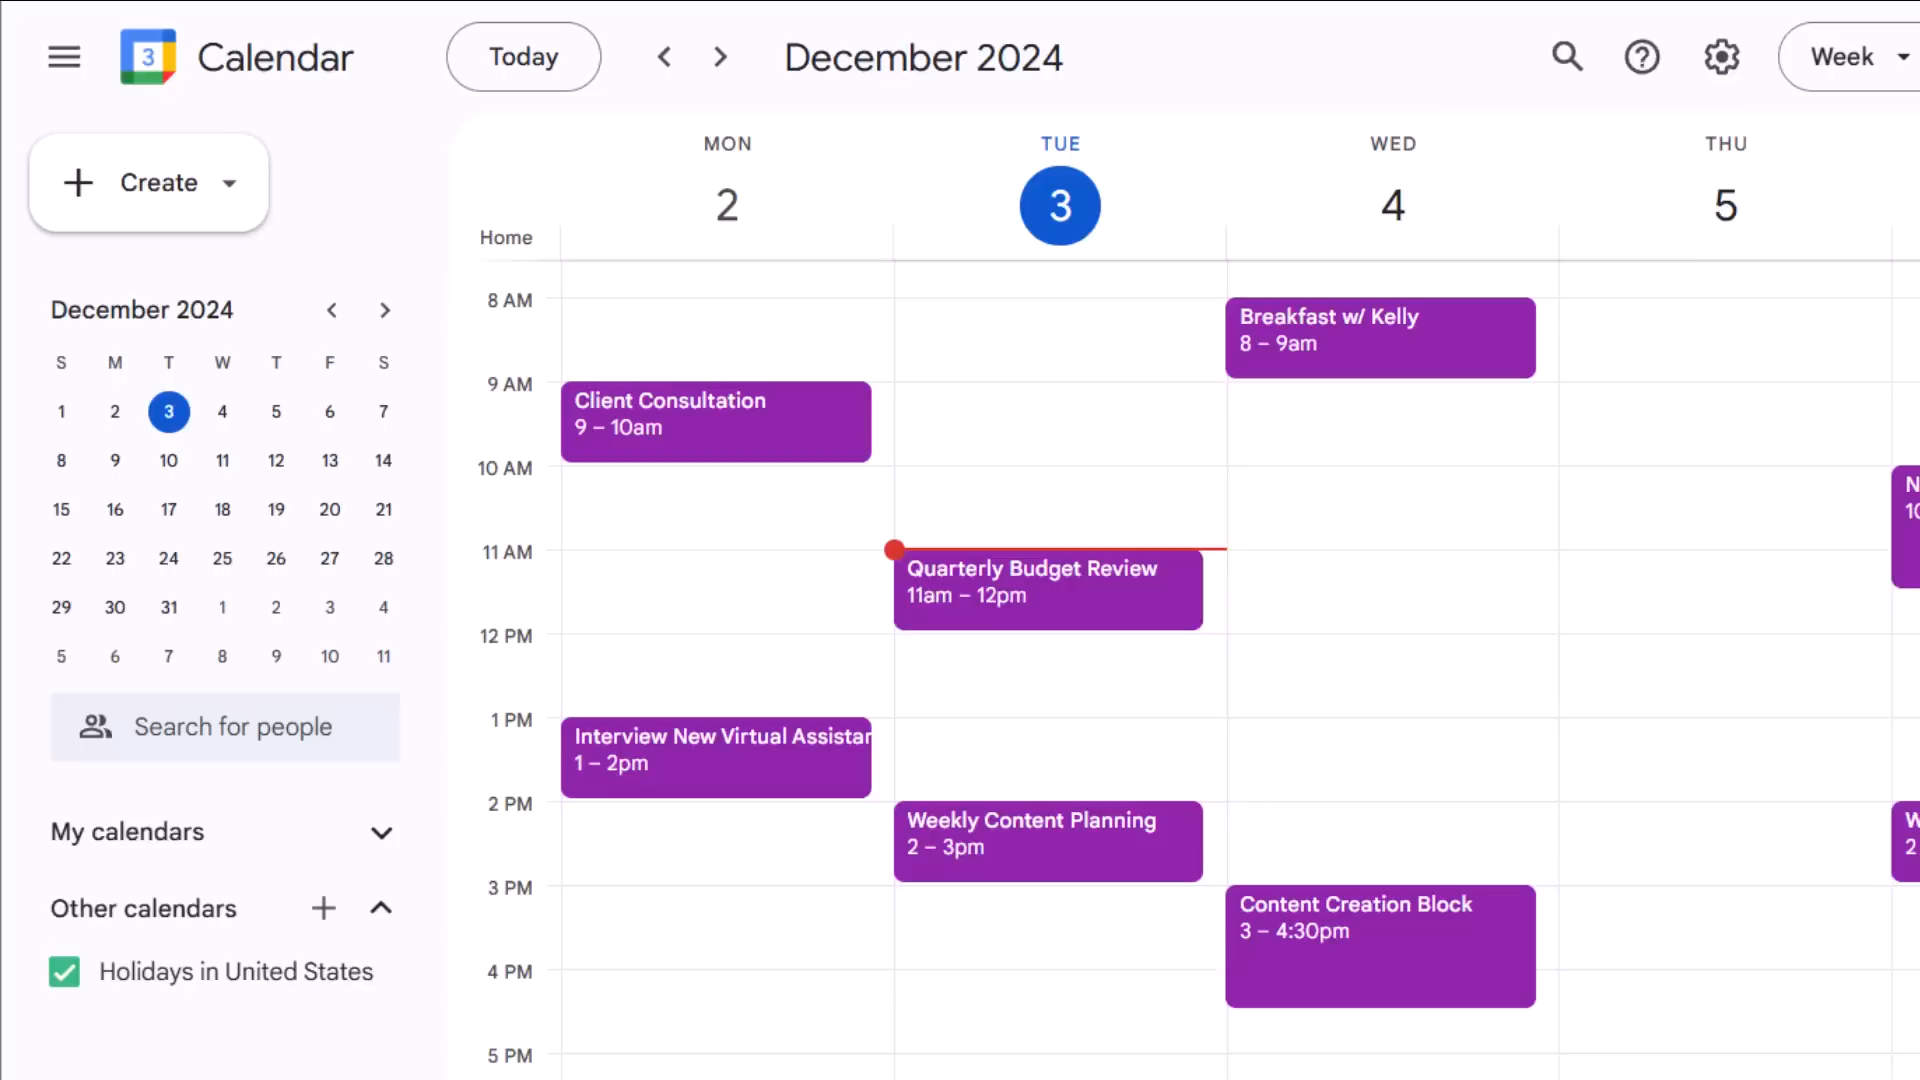 3
Calendar
Today
December 2024
Week
Create
December 2024
S M T W T F S
1 2 3 4 5 6 7
8 9 10 11 12 13 14
15 16 17 18 19 20 21
22 23 24 25 26 27 28
29 30 31 1 2 3 4
5 6 7 8 9 10 11
Search for people
My calendars
Other calendars
Holidays in United States
MON TUE WED THU
2 3 4 5
Home
8 AM
Breakfast w/ Kelly
8 – 9am
9 AM
Client Consultation
9 – 10am
10 AM
11 AM
Quarterly Budget Review
11am – 12pm
12 PM
1 PM
Interview New Virtual Assistan
1 – 2pm
2 PM
Weekly Content Planning
2 – 3pm
3 PM
Content Creation Block
3 – 4:30pm
4 PM
5 PM